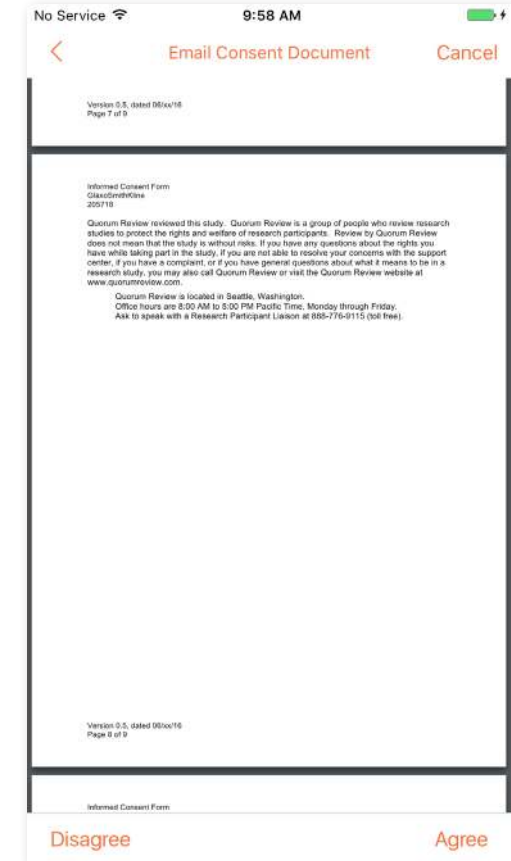 No Service 9:58 AM
Email Consent Document Cancel
Version 0.5, dated 06/xx/16
Page 7 of 9
Informed Consent Form
GlaxoSmithKline
205718
Quorum Review reviewed this study. Quorum Review is a group of people who review research
studies to protect the rights and welfare of research participants. Review by Quorum Review
does not mean that the study is without risks. If you have any questions about the rights you
have while taking part in the study, if you are not able to resolve your concerns with the support
center, if you have a complaint, or if you have general questions about what it means to be in a
research study, you may also call Quorum Review or visit the Quorum Review website at
www.quorumreview.com.
Quorum Review is located in Seattle, Washington.
Office hours are 8:00 AM to 5:00 PM Pacific Time, Monday through Friday.
Ask to speak with a Research Participant Liaison at 888-776-9115 (toll free).
Version 0.5, dated 06/xx/16
Page 8 of 9
Informed Consent Form
Disagree Agree